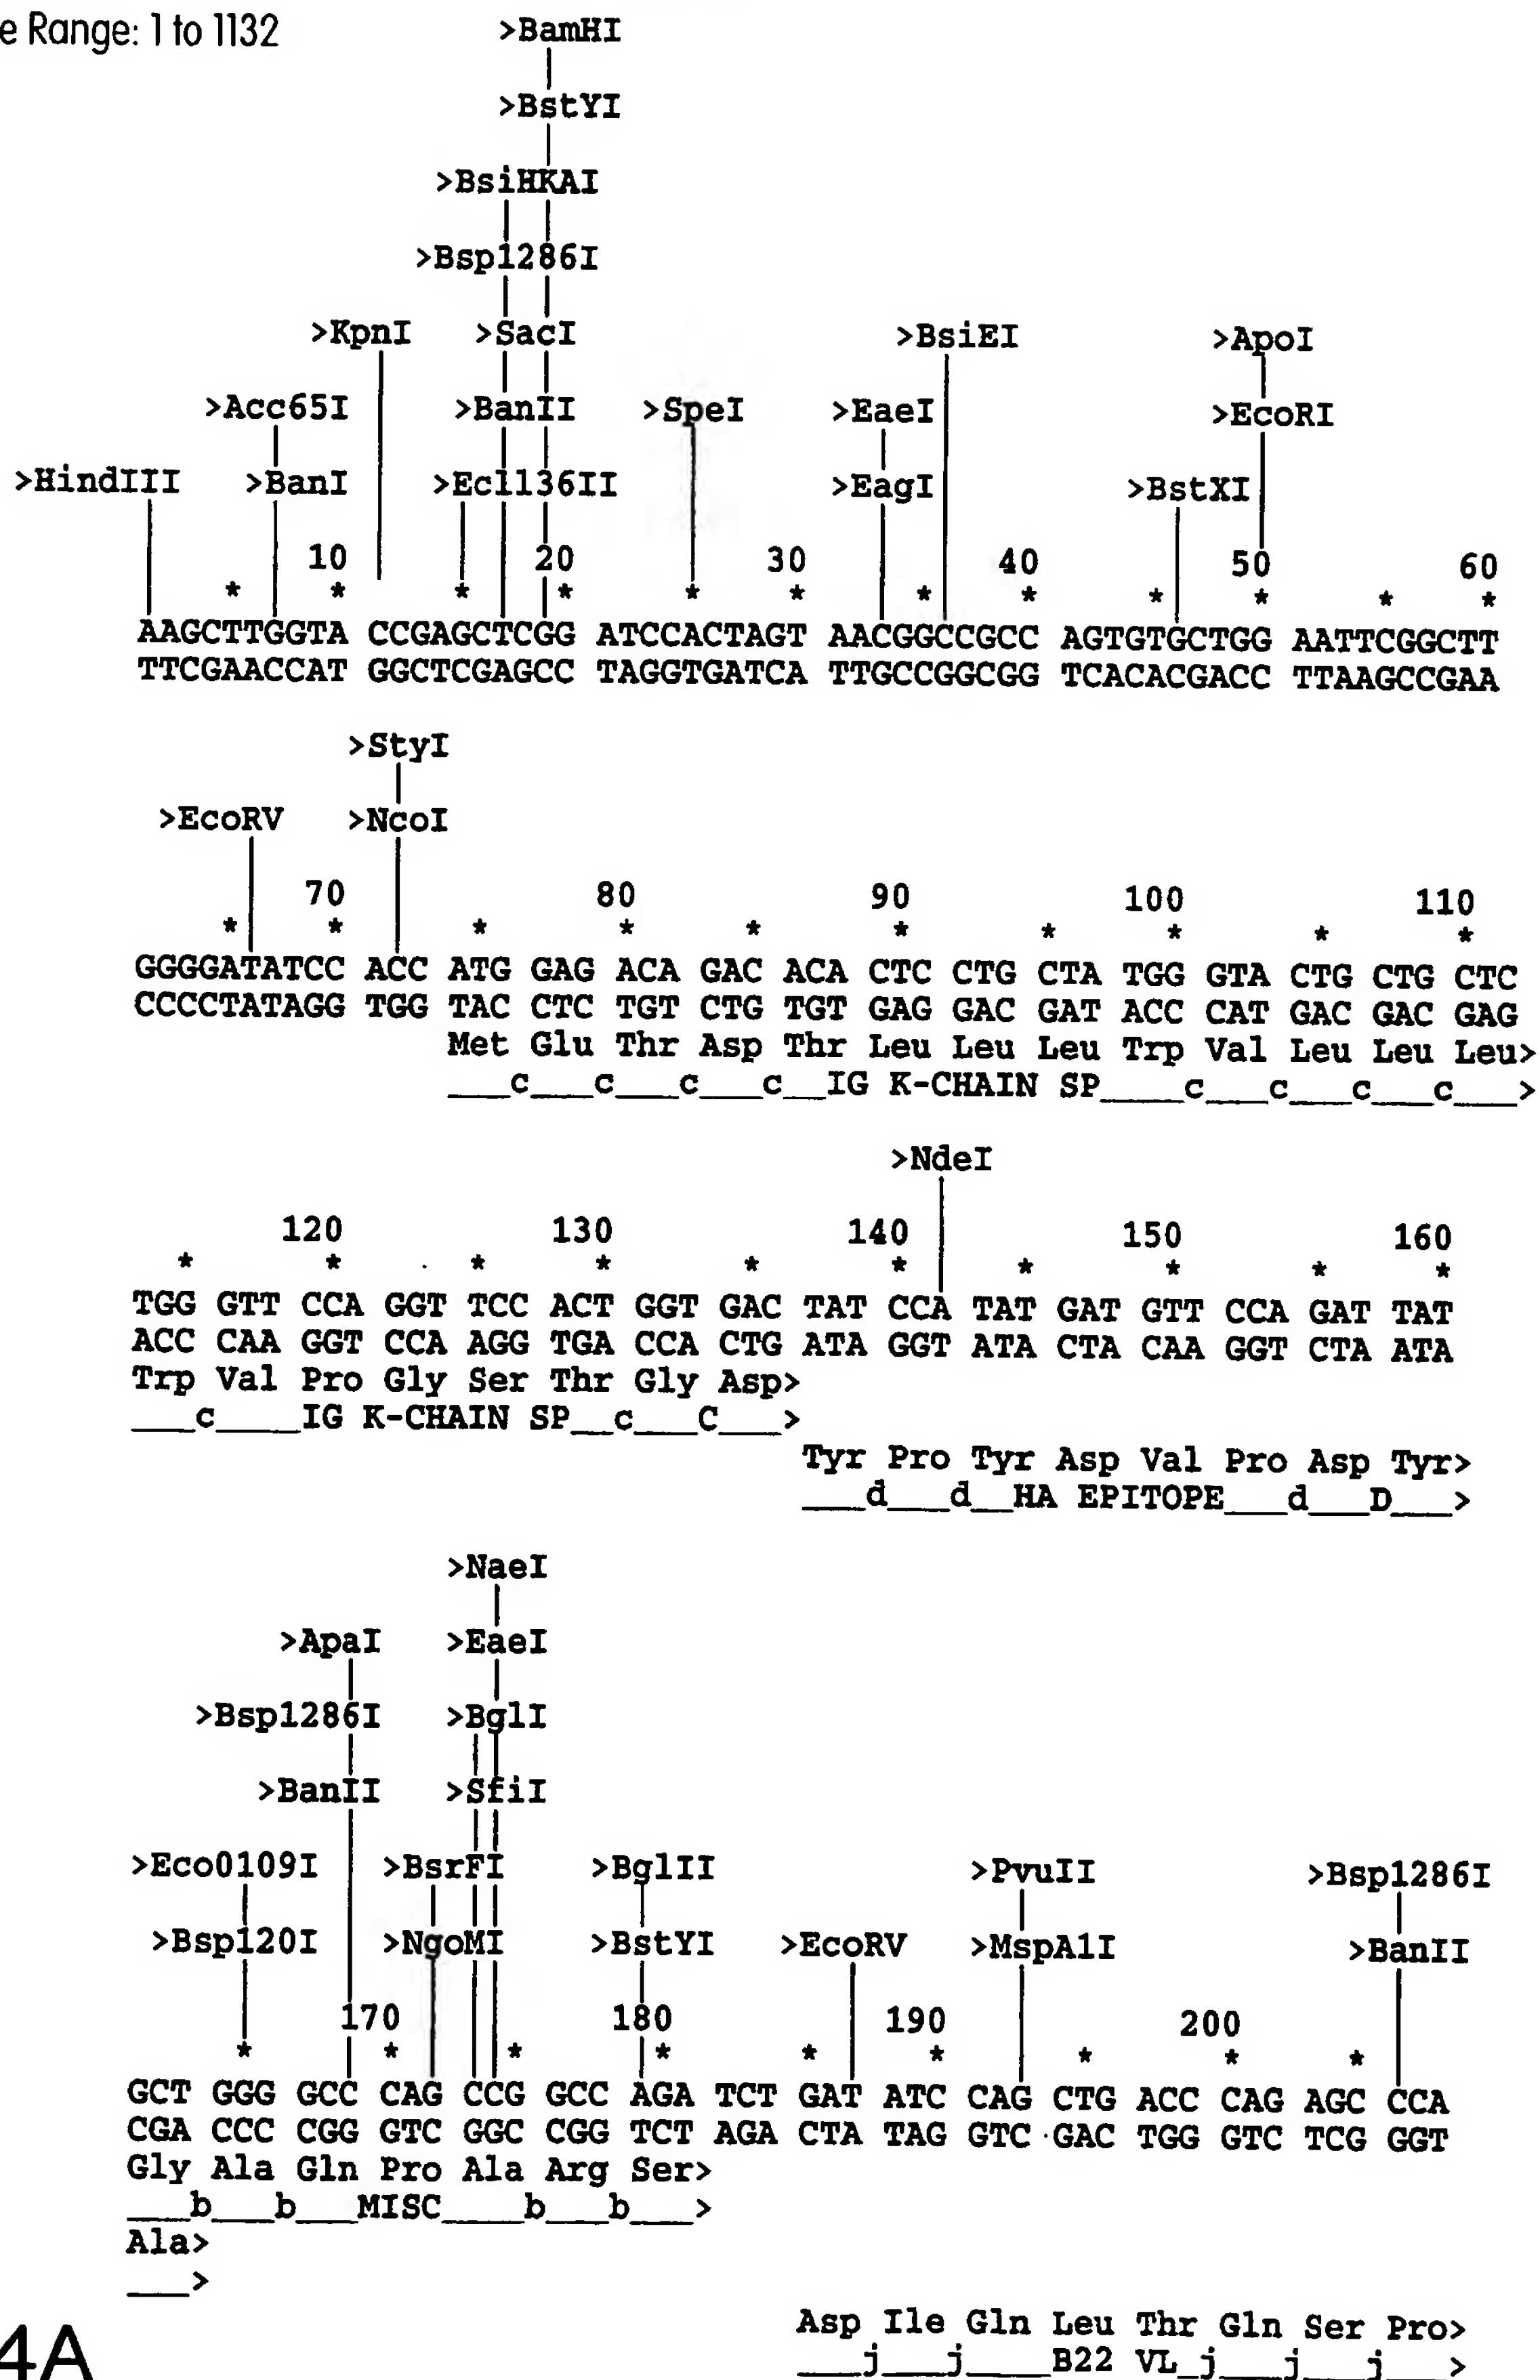 e Range: 1 to 1132
>BamHI
>BstYI
>BsiHKAI
>Bsp1286I
>KpnI >SacI >BsiEI >ApoI
>Acc65I >BanII >SpeI >EaeI >EcoRI
>HindIII >BanI >Ecl136II >EagI >BstXI
10 20 30 40 50 60
* * * * * * * * * * * *
AAGCTTGGTA CCGAGCTCGG ATCCACTAGT AACGGCCGCC AGTGTGCTGG AATTCGGCTT
TTCGAACCAT GGCTCGAGCC TAGGTGATCA TTGCCGGCGG TCACACGACC TTAAGCCGAA
>StyI
>EcoRV >NcoI
70 80 90 100 110
* * * * * * * * * *
GGGGATATCC ACC ATG GAG ACA GAC ACA CTC CTG CTA TGG GTA CTG CTG CTC
CCCCTATAGG TGG TAC CTC TGT CTG TGT GAG GAC GAT ACC CAT GAC GAC GAG
Met Glu Thr Asp Thr Leu Leu Leu Trp Val Leu Leu Leu>
___c___c___c___c__IG K-CHAIN SP____c___c___c___c___>
>NdeI
120 130 140 150 160
* * * * * * * * * *
TGG GTT CCA GGT TCC ACT GGT GAC TAT CCA TAT GAT GTT CCA GAT TAT
ACC CAA GGT CCA AGG TGA CCA CTG ATA GGT ATA CTA CAA GGT CTA ATA
Trp Val Pro Gly Ser Thr Gly Asp>
___c____IG K-CHAIN SP__c___C___>
Tyr Pro Tyr Asp Val Pro Asp Tyr>
___d___d__HA EPITOPE___d___D___>
>NaeI
>ApaI >EaeI
>Bsp1286I >BglI
>BanII >SfiI
>Eco0109I >BsrFI >BglII >PvuII >Bsp1286I
>Bsp120I >NgoMI >BstYI >EcoRV >MspA1I >BanII
170 180 190 200
* * * * * * * * *
GCT GGG GCC CAG CCG GCC AGA TCT GAT ATC CAG CTG ACC CAG AGC CCA
CGA CCC CGG GTC GGC CGG TCT AGA CTA TAG GTC GAC TGG GTC TCG GGT
Gly Ala Gln Pro Ala Arg Ser>
___b___b___MISC____b___b___>
Ala>
___>
Asp Ile Gln Leu Thr Gln Ser Pro>
___j___j____B22 VL_j___j___j___>
4A